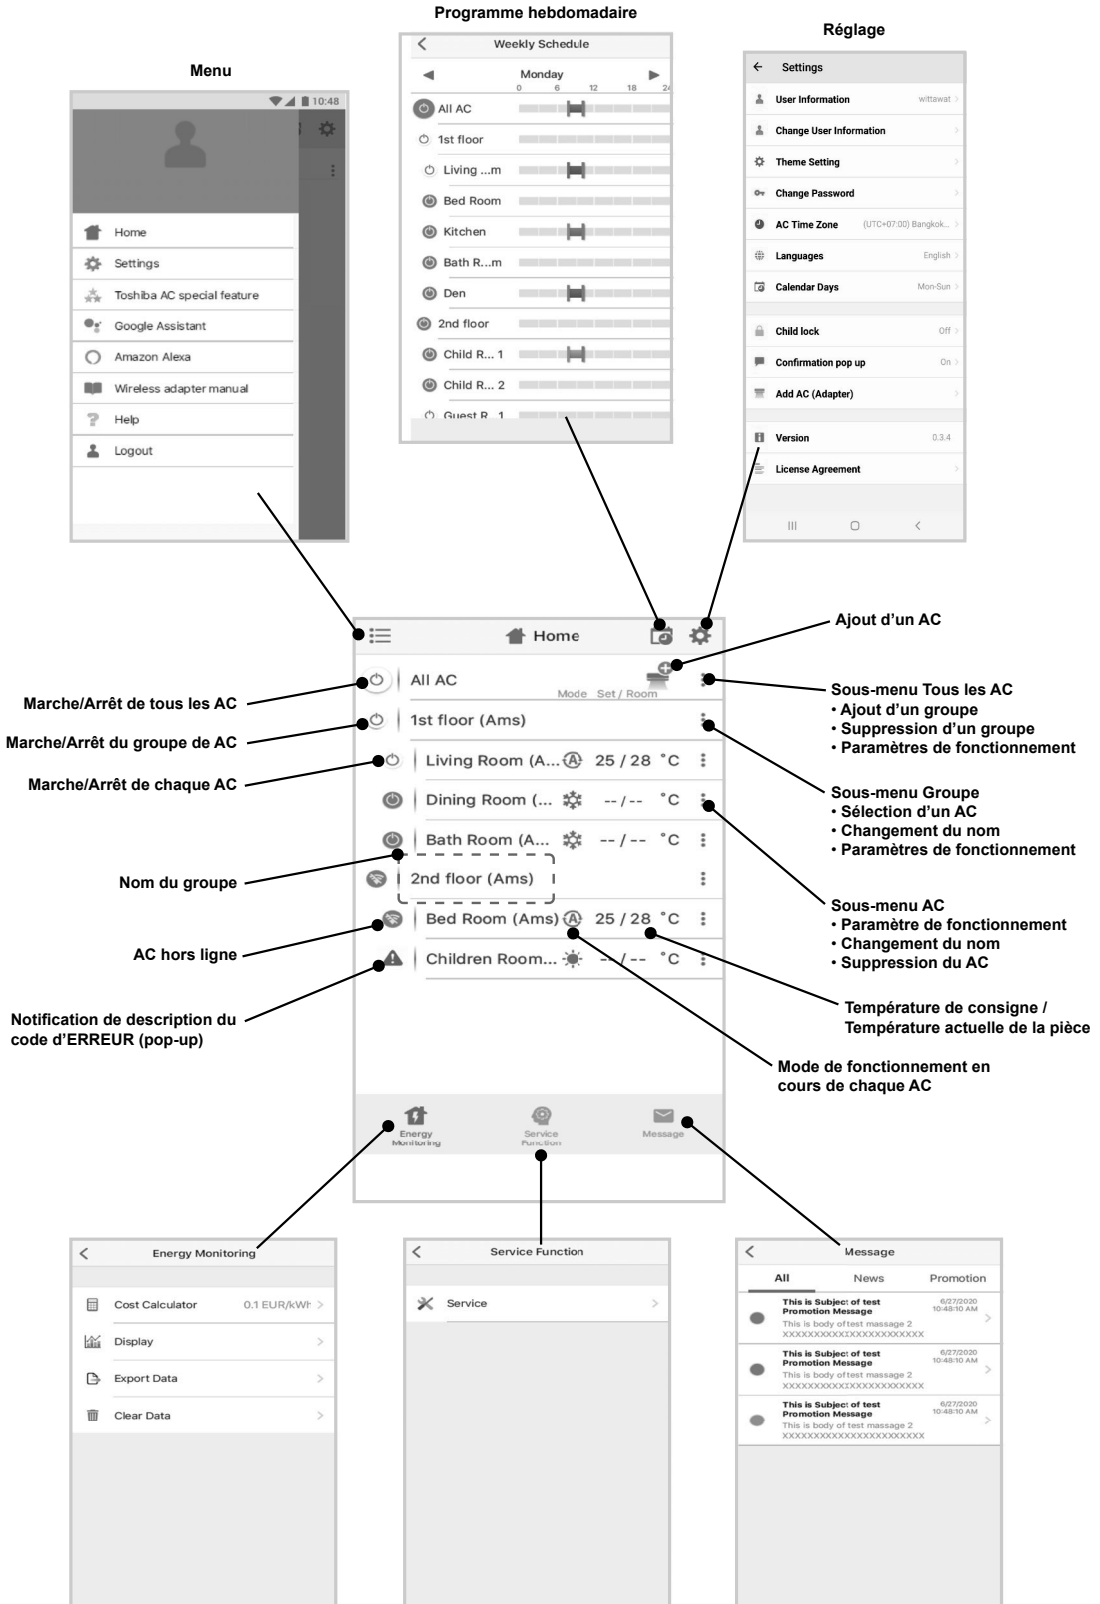 Programme hebdomadaire
Réglage
Menu
10:48
Home
Settings
Toshiba AC special feature
Google Assistant
Amazon Alexa
Wireless adapter manual
Help
Logout
Weekly Schedule
Monday
0 6 12 18 24
All AC
1st floor
Living ...m
Bed Room
Kitchen
Bath R...m
Den
2nd floor
Child R... 1
Child R... 2
Guest R...1
Settings
User Information wittawat
Change User Information
Theme Setting
Change Password
AC Time Zone (UTC+07:00) Bangkok...
Languages English
Calendar Days Mon-Sun
Child lock Off
Confirmation pop up On
Add AC (Adapter)
Version 0.3.4
License Agreement
Home
All AC
Mode Set / Room
1st floor (Ams)
Living Room (A... 25 / 28 °C
Dining Room (... -- / -- °C
Bath Room (A... -- / -- °C
2nd floor (Ams)
Bed Room (Ams) 25 / 28 °C
Children Room... -- / -- °C
Energy
Monitoring
Service
Function
Message
Marche/Arrêt de tous les AC
Marche/Arrêt du groupe de AC
Marche/Arrêt de chaque AC
Nom du groupe
AC hors ligne
Notification de description du
code d'ERREUR (pop-up)
Ajout d'un AC
Sous-menu Tous les AC
• Ajout d'un groupe
• Suppression d'un groupe
• Paramètres de fonctionnement
Sous-menu Groupe
• Sélection d'un AC
• Changement du nom
• Paramètres de fonctionnement
Sous-menu AC
• Paramètre de fonctionnement
• Changement du nom
• Suppression du AC
Température de consigne /
Température actuelle de la pièce
Mode de fonctionnement en
cours de chaque AC
Energy Monitoring
Cost Calculator 0.1 EUR/kWh
Display
Export Data
Clear Data
Service Function
Service
Message
All News Promotion
This is Subject of test 6/27/2020
Promotion Message 10:48:10 AM
This is body of test massage 2
XXXXXXXXXXIXXXXXXXXXXXX
This is Subject of test 6/27/2020
Promotion Message 10:48:10 AM
This is body of test massage 2
XXXXXXXXXXIXXXXXXXXXXXX
This is Subject of test 6/27/2020
Promotion Message 10:48:10 AM
This is body of test massage 2
XXXXXXXXXXXXXXXXXXXXXXX